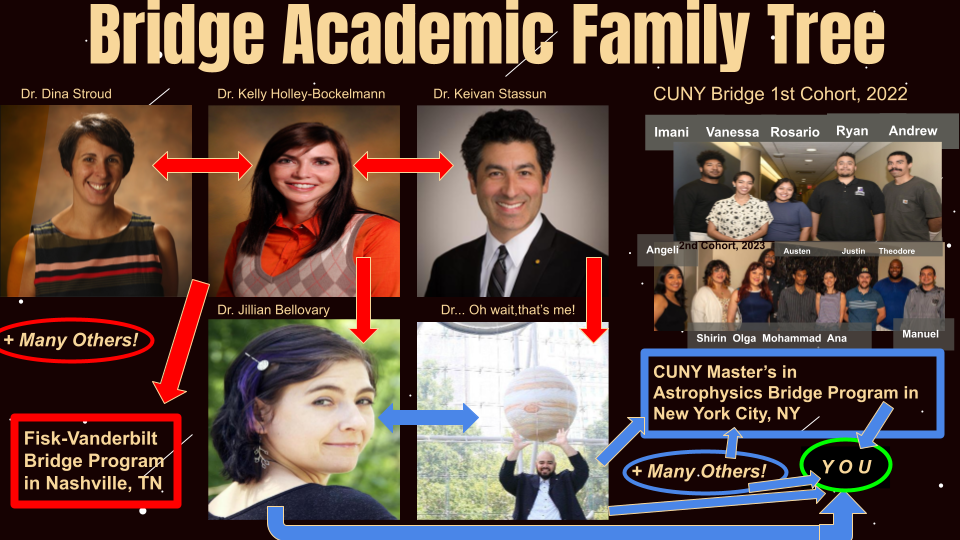 Bridge Academic Family Tree
Dr. Dina Stroud
Dr. Kelly Holley-Bockelmann
Dr. Keivan Stassun
CUNY Bridge 1st Cohort, 2022
Imani Vanessa Rosario Ryan Andrew
Angeli
2nd Cohort, 2023
Austen Justin Theodore
Shirin Olga Mohammad Ana
Manuel
Dr. Jillian Bellovary
Dr... Oh wait,that's me!
+ Many Others!
Fisk-Vanderbilt
Bridge Program
in Nashville, TN
CUNY Master's in
Astrophysics Bridge Program in
New York City, NY
+ Many Others!
YOU